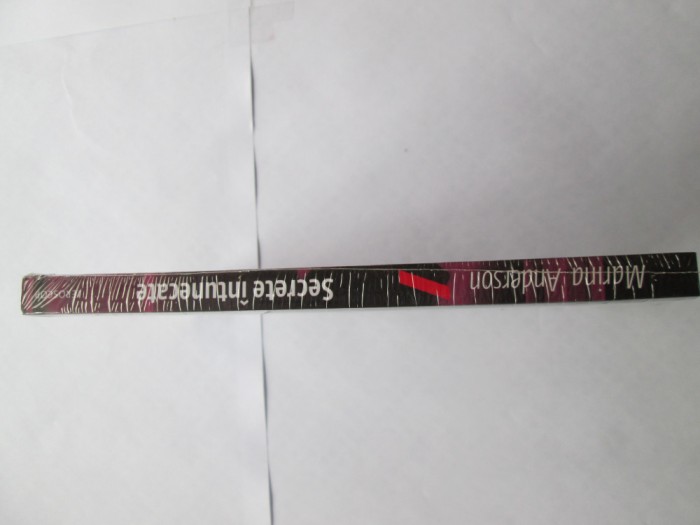 Marina Anderson
Secrete întunecate